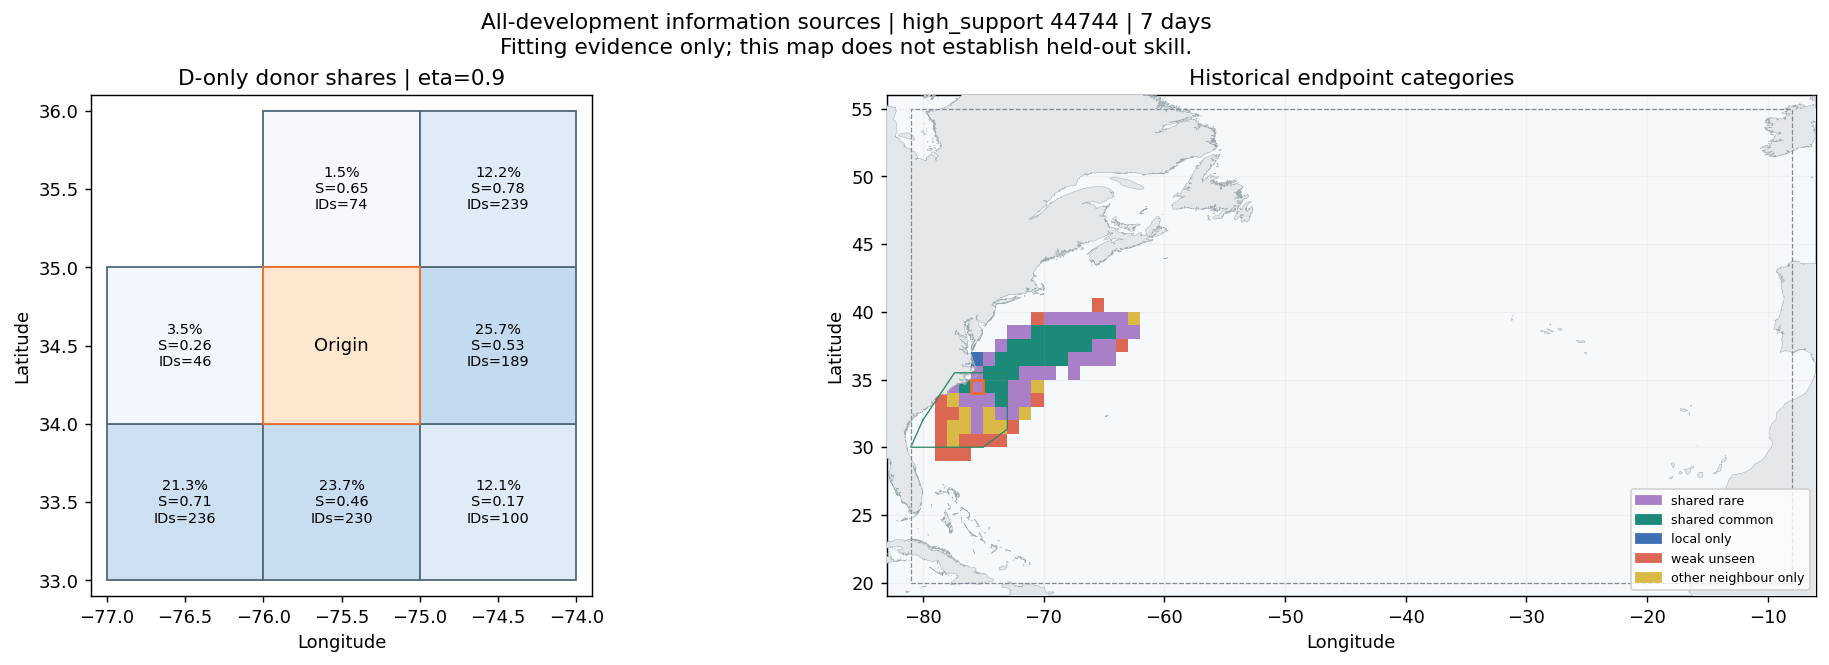 All-development information sources | high_support 44744 | 7 days
Fitting evidence only; this map does not establish held-out skill.
D-only donor shares | eta=0.9
36.0
35.5
35.0
34.5
34.0
33.5
33.0
Latitude
1.5%
S=0.65
IDs=74
12.2%
S=0.78
IDs=239
3.5%
S=0.26
IDs=46
Origin
25.7%
S=0.53
IDs=189
21.3%
S=0.71
IDs=236
23.7%
S=0.46
IDs=230
12.1%
S=0.17
IDs=100
−77.0 −76.5 −76.0 −75.5 −75.0 −74.5 −74.0
Longitude
Historical endpoint categories
55
50
45
40
35
30
25
20
Latitude
shared rare
shared common
local only
weak unseen
other neighbour only
−80 −70 −60 −50 −40 −30 −20 −10
Longitude